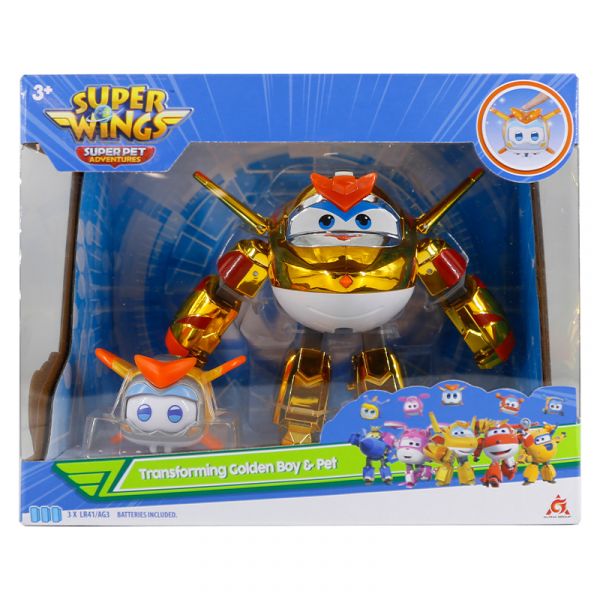 3+
SUPER
WINGS
SUPER PET
ADVENTURES
Transforming Golden Boy & Pet
3 X LR41/AG3 BATTERIES INCLUDED.